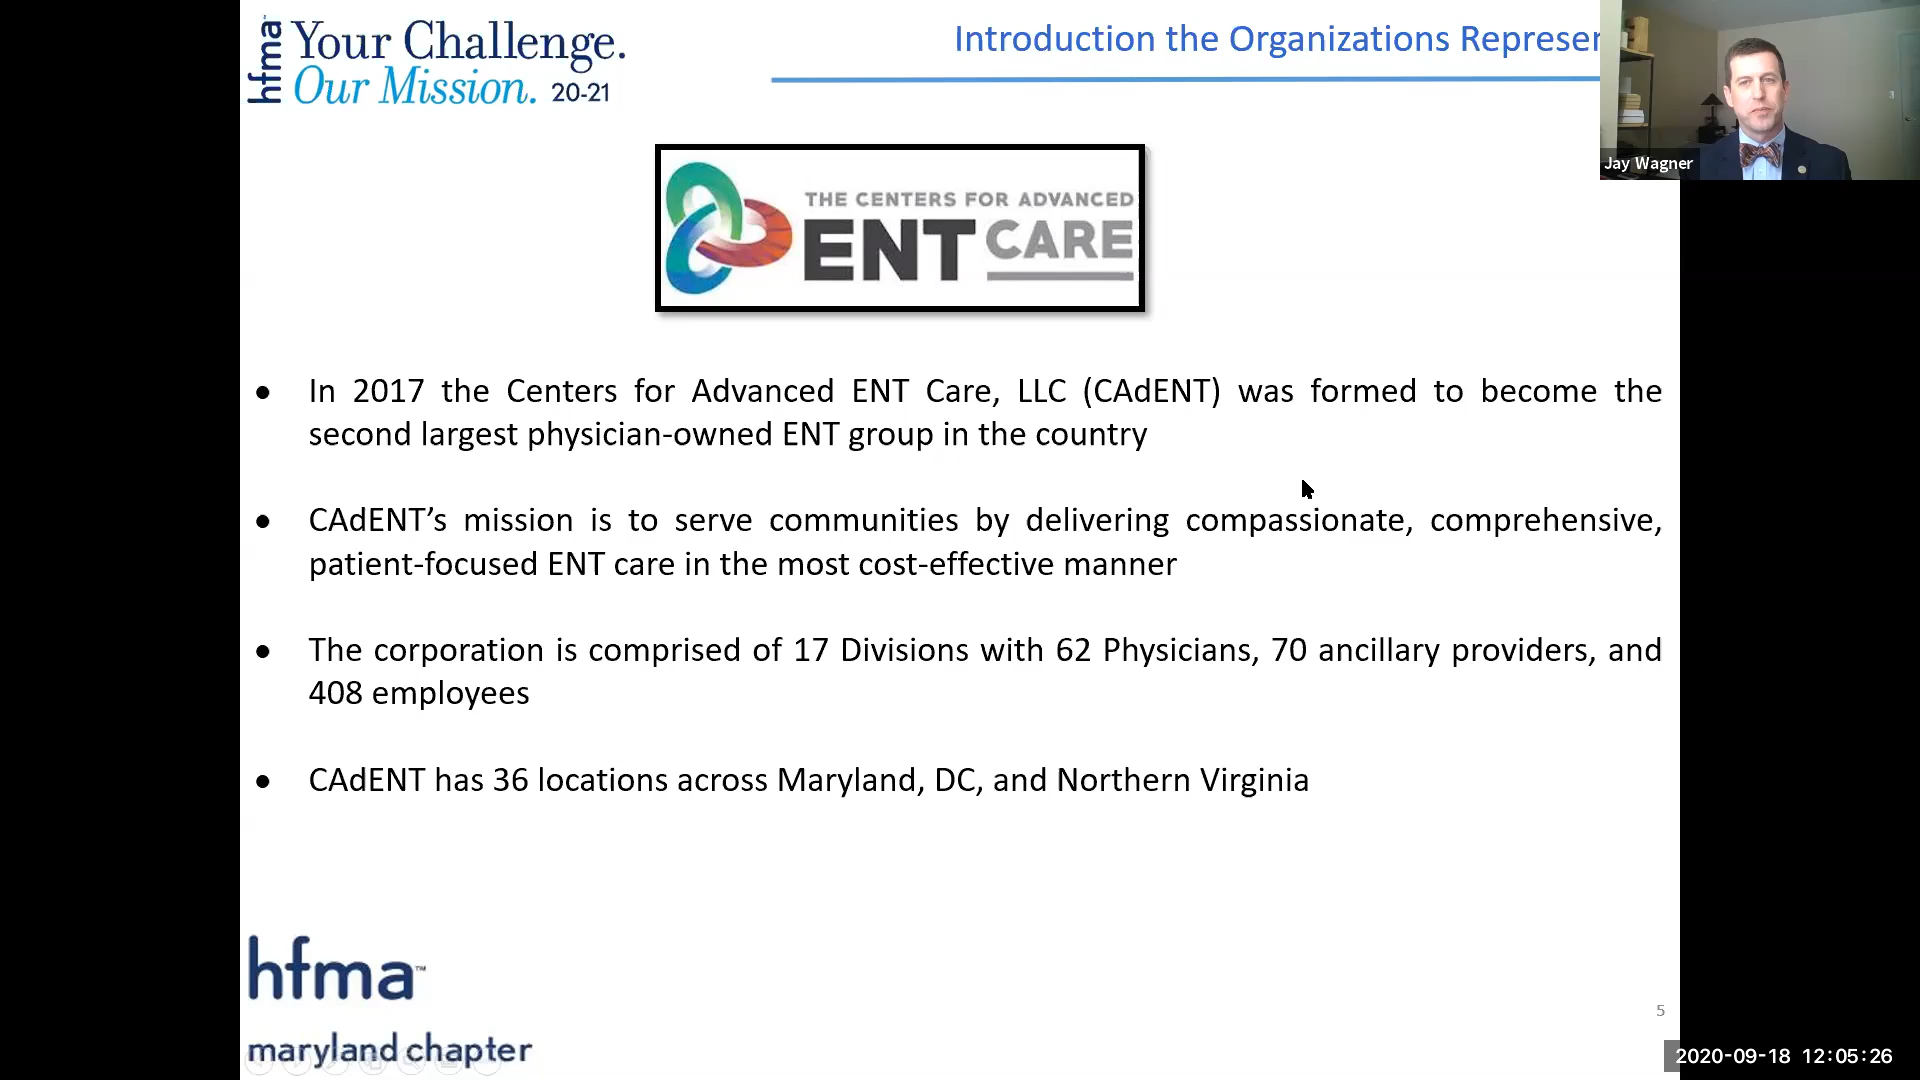 hfma
Your Challenge.
Our Mission. 20-21
Introduction the Organizations Represen
Jay Wagner
THE CENTERS FOR ADVANCED
ENT CARE
● In 2017 the Centers for Advanced ENT Care, LLC (CAdENT) was formed to become the
second largest physician-owned ENT group in the country
● CAdENT’s mission is to serve communities by delivering compassionate, comprehensive,
patient-focused ENT care in the most cost-effective manner
● The corporation is comprised of 17 Divisions with 62 Physicians, 70 ancillary providers, and
408 employees
● CAdENT has 36 locations across Maryland, DC, and Northern Virginia
hfma™
maryland chapter
5
2020-09-18 12:05:26